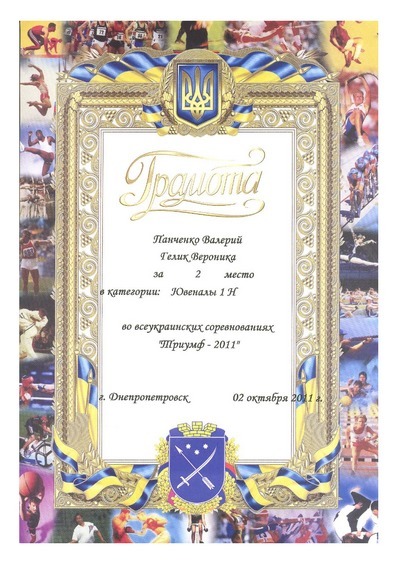 Грамота
Панченко Валерий
Гелик Вероника
за 2 место
в категории: Ювеналы 1 Н
во всеукраинских соревнованиях
"Триумф - 2011"
г. Днепропетровск 02 октября 2011 г.